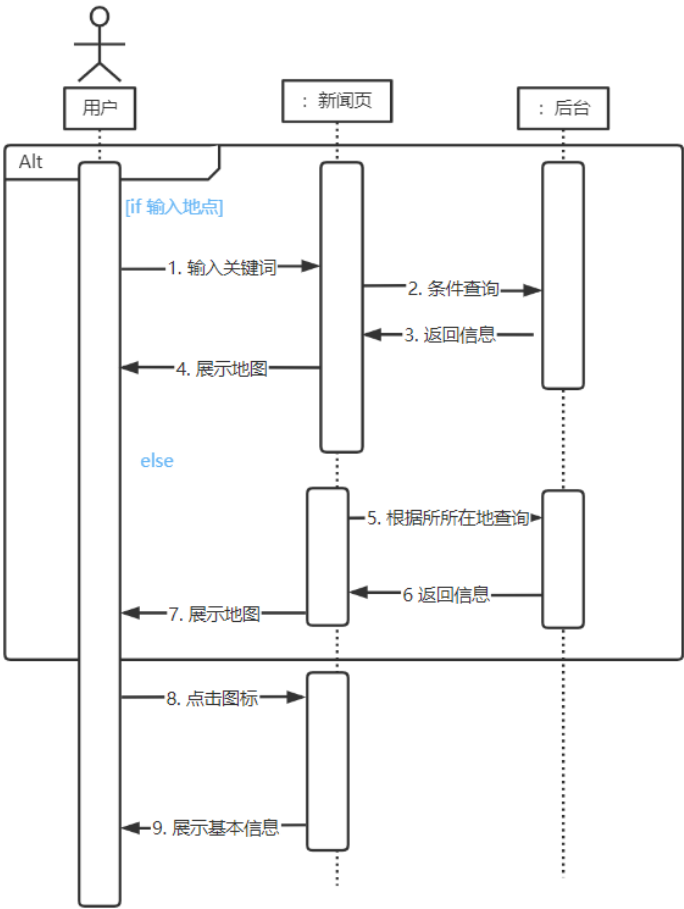 用户
: 新闻页
: 后台
Alt
[if 输入地点]
1. 输入关键词
2. 条件查询
3. 返回信息
4. 展示地图
else
5. 根据所所在地查询
6 返回信息
7. 展示地图
8. 点击图标
9. 展示基本信息